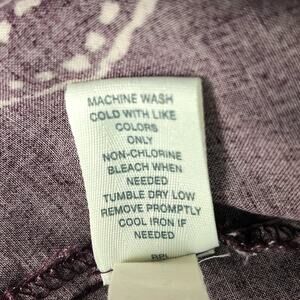 MACHINE WASH
COLD WITH LIKE
COLORS
ONLY
NON-CHLORINE
BLEACH WHEN
NEEDED
TUMBLE DRY LOW
REMOVE PROMPTLY
COOL IRON IF
NEEDED